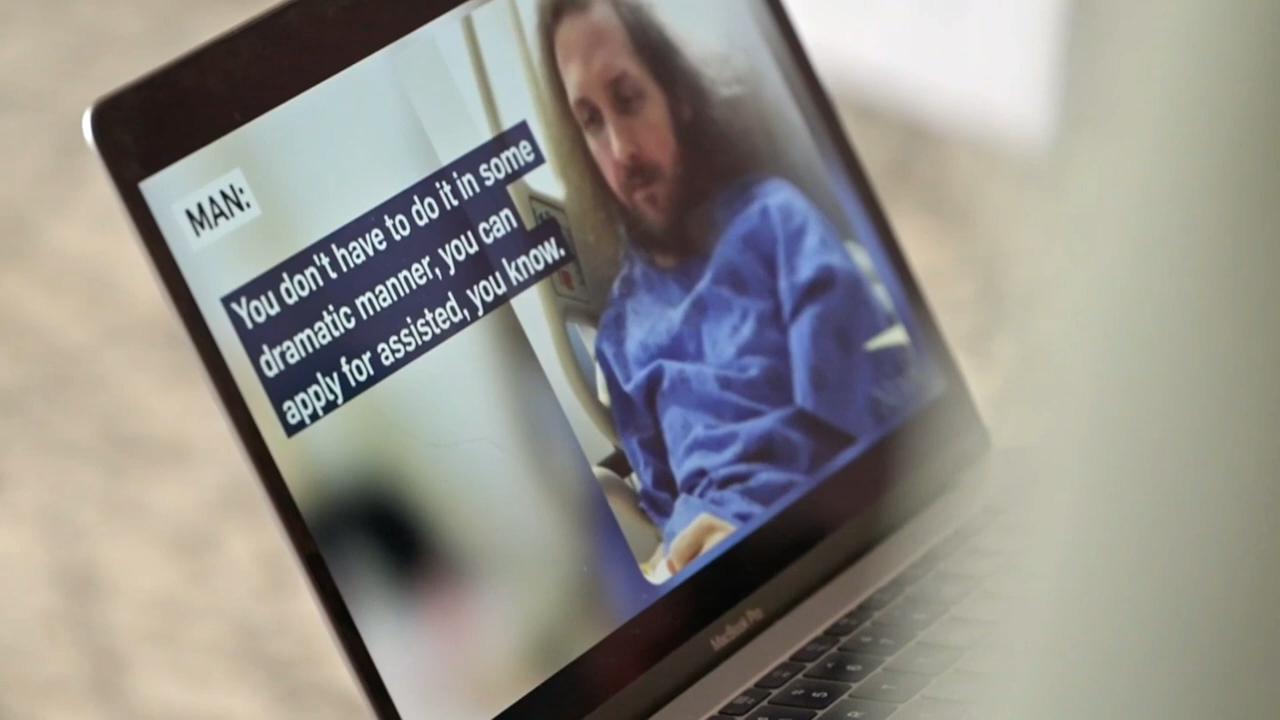 MAN:
You don't have to do it in some
dramatic manner, you can
apply for assisted, you know.
MacBook Pro